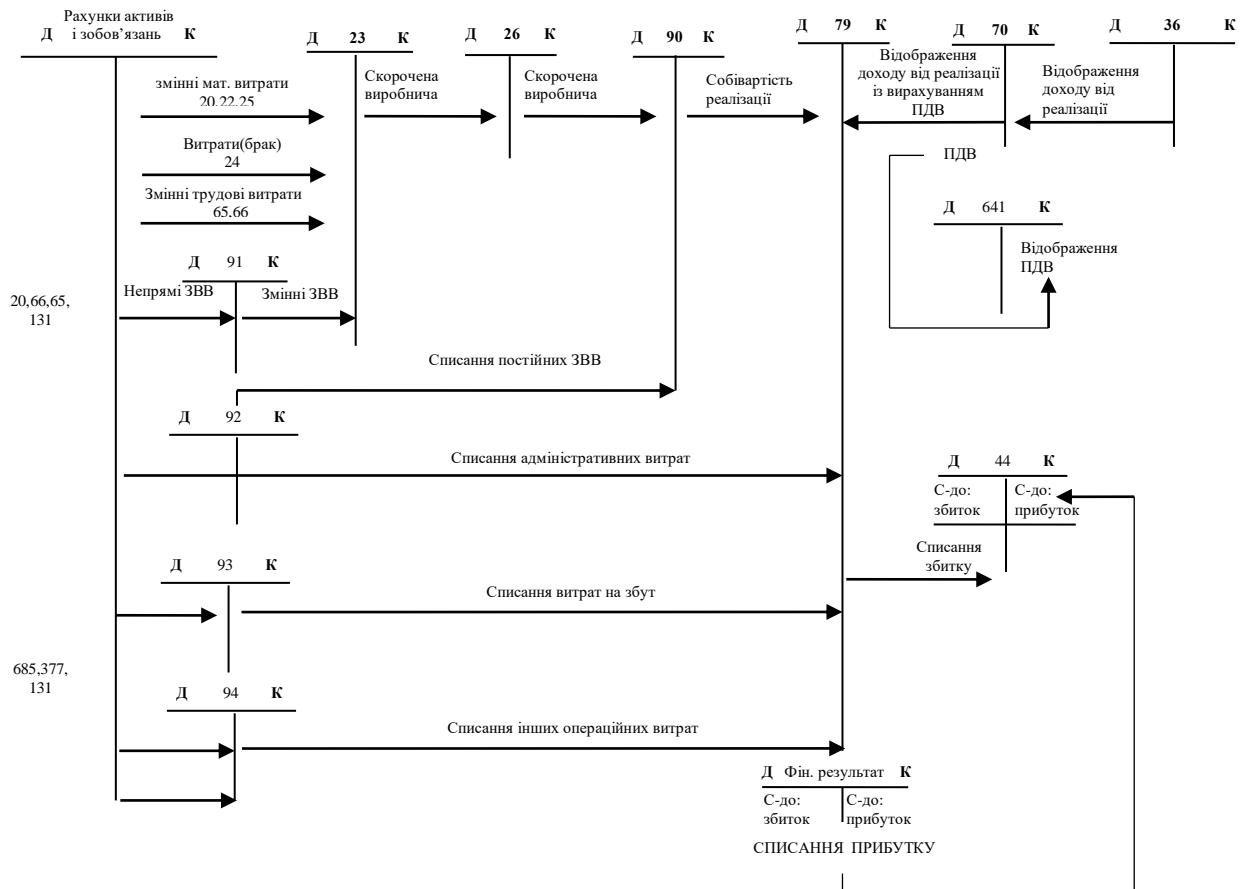 Рахунки активів
Д і зобов’язань К
Д 23 К
Д 26 К
Д 90 К
Д 79 К
Д 70 К
Д 36 К
змінні мат. витрати
20.22.25
Скорочена
виробнича
Скорочена
виробнича
Собівартість
реалізації
Відображення
доходу від реалізації
із вирахуванням
ПДВ
Відображення
доходу від
реалізації
Витрати(брак)
24
ПДВ
Змінні трудові витрати
65.66
Д 641 К
Відображення
ПДВ
Д 91 К
20,66,65,
131
Непрямі ЗВВ
Змінні ЗВВ
Списання постійних ЗВВ
Д 92 К
Списання адміністративних витрат
Д 44 К
С-до:
збиток
С-до:
прибуток
Списання
збитку
Д 93 К
Списання витрат на збут
685,377,
131
Д 94 К
Списання інших операційних витрат
Д Фін. результат К
С-до:
збиток
С-до:
прибуток
СПИСАННЯ ПРИБУТКУ